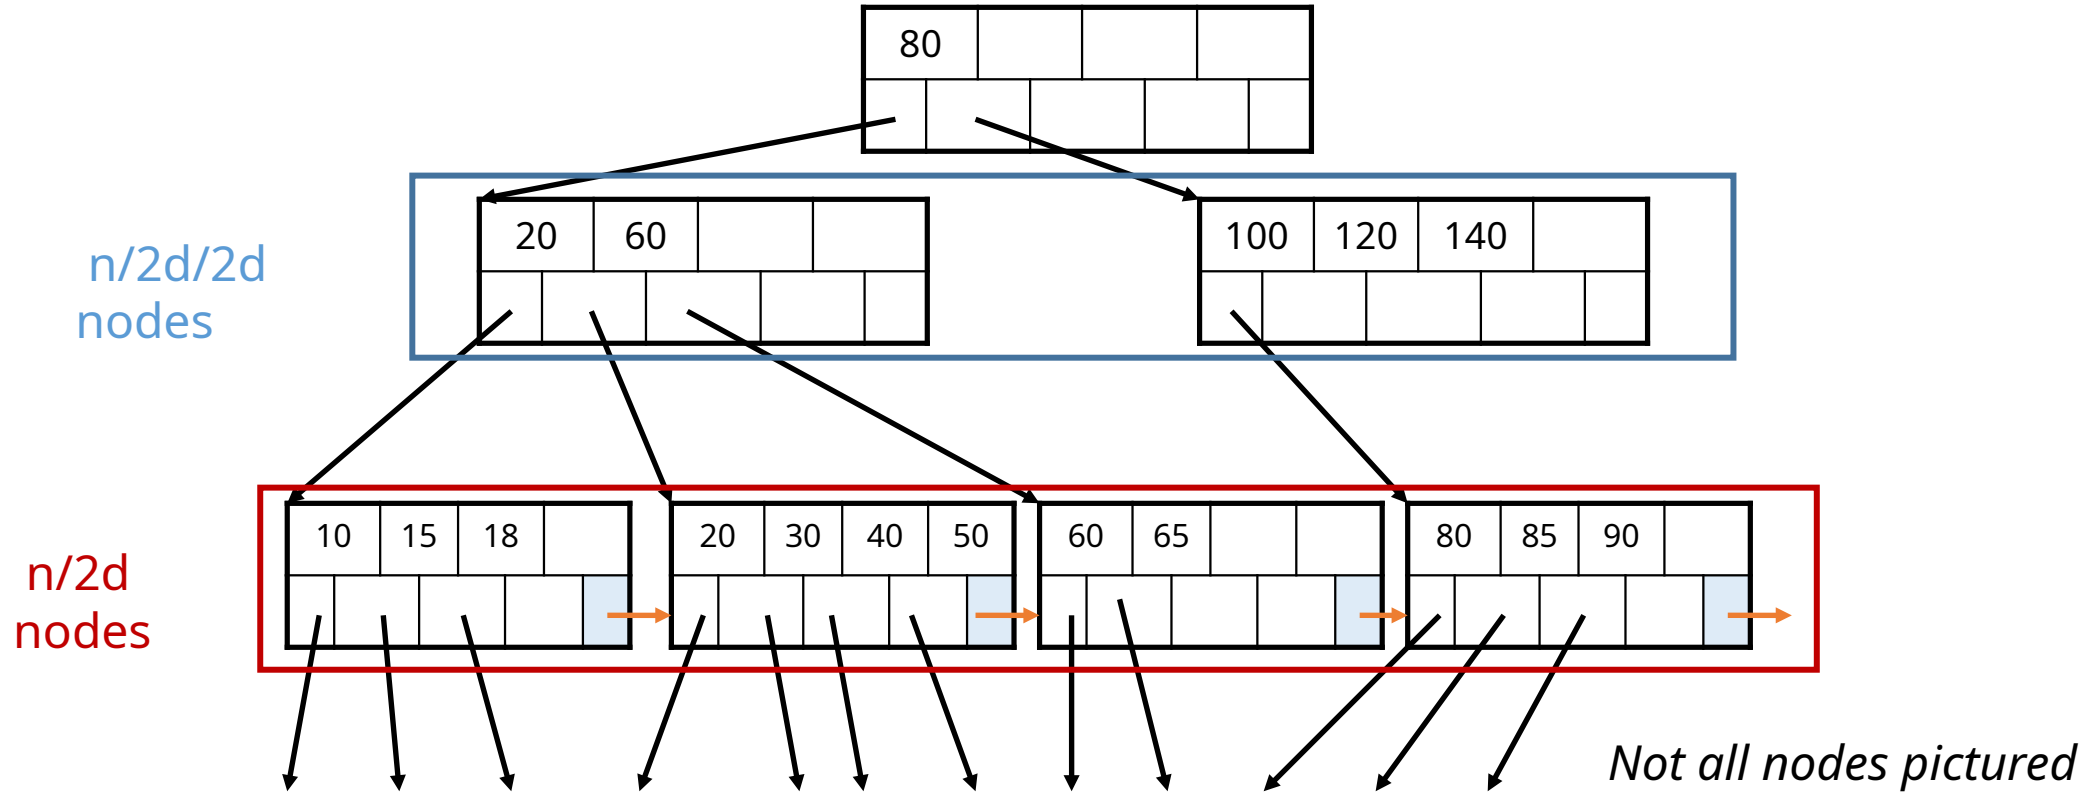 80
20 60
100 120 140
n/2d/2d
nodes
10 15 18
20 30 40 50
60 65
80 85 90
n/2d
nodes
Not all nodes pictured